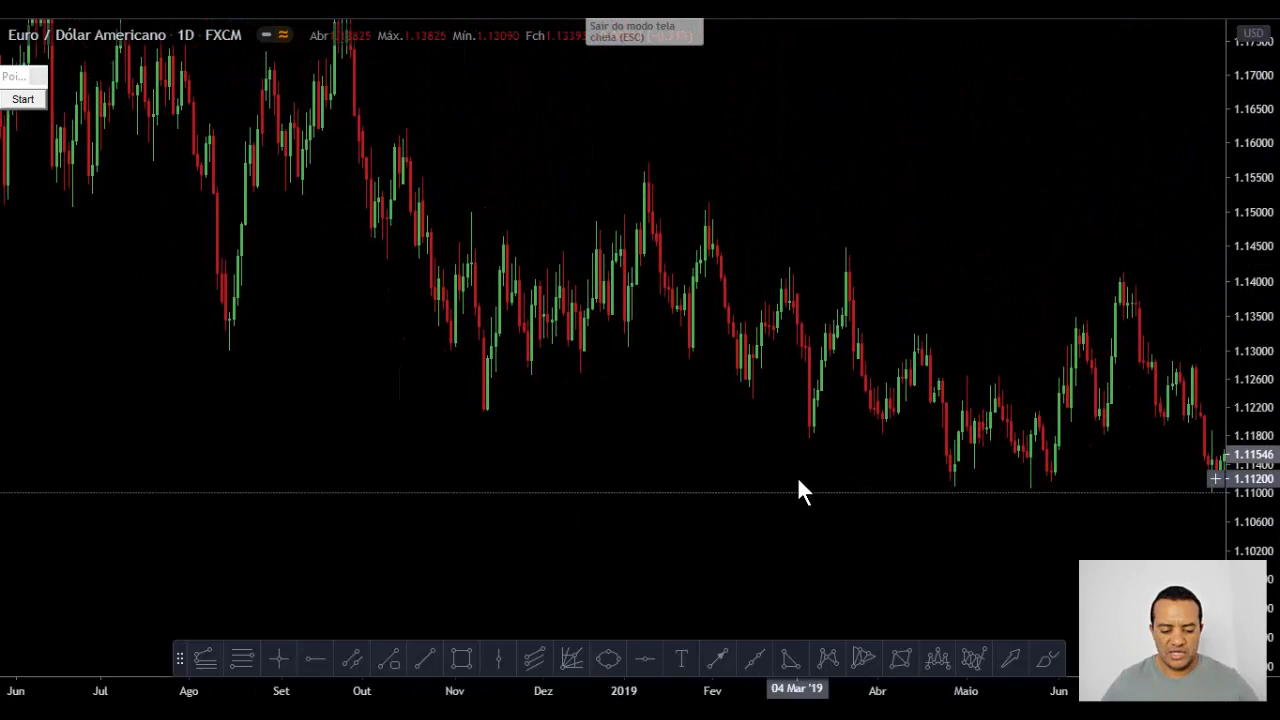 Euro / Dólar Americano · 1D · FXCM
Máx. 1.13825 Mín. 1.13090 Fch
Sair do modo tela
cheia (ESC)
USD
Poi...
Start
1.17000
1.16500
1.16000
1.15500
1.15000
1.14500
1.14000
1.13500
1.13000
1.12600
1.12200
1.11800
1.11546
1.11400
1.11200
1.11000
1.10600
1.10200
T
Jun Jul Ago Set Out Nov Dez 2019 Fev 04 Mar '19 Abr Maio Jun